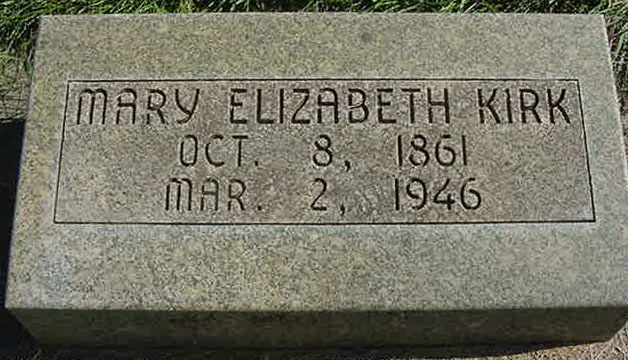 MARY ELIZABETH KIRK
OCT. 8, 1861
MAR. 2, 1946